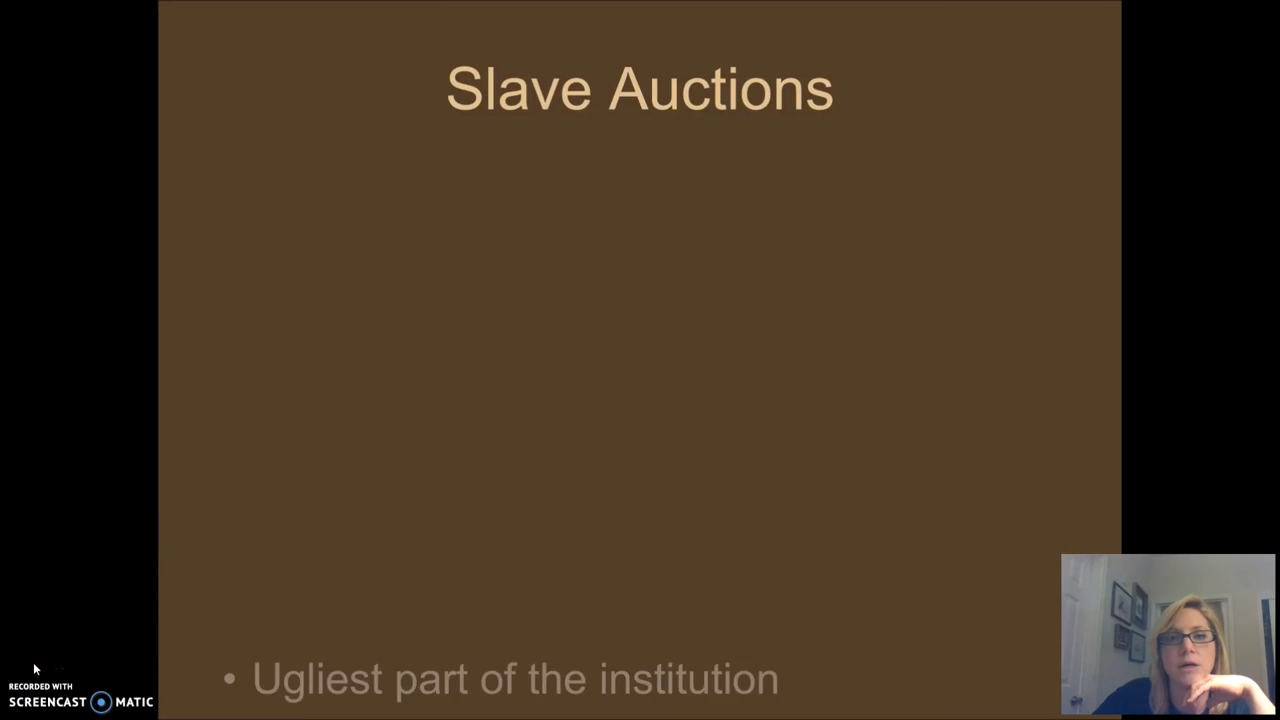 Slave Auctions
• Ugliest part of the institution
RECORDED WITH
SCREENCAST MATIC